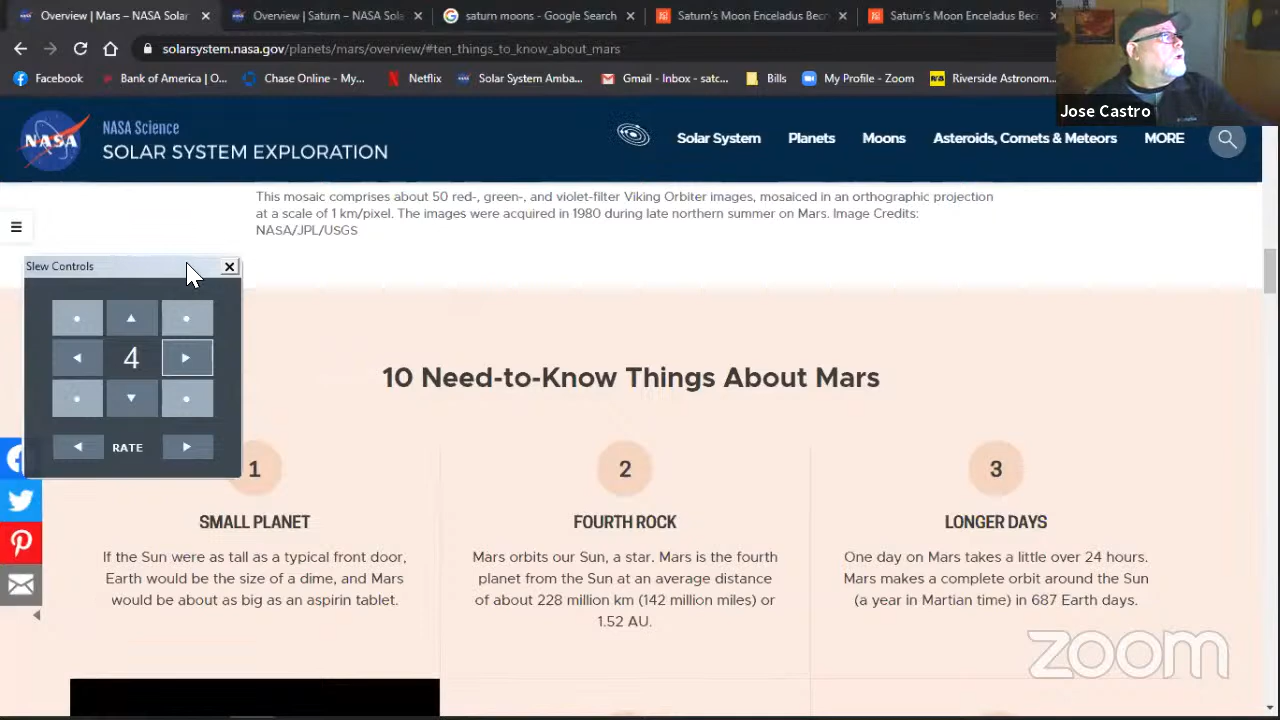 Overview | Mars – NASA Solar
Overview | Saturn – NASA Sola
saturn moons - Google Search
Saturn's Moon Enceladus Bec
Saturn's Moon Enceladus Bec
solarsystem.nasa.gov/planets/mars/overview/#ten_things_to_know_about_mars
Facebook
Bank of America | O...
Chase Online - My...
Netflix
Solar System Amba...
Gmail - Inbox - satc...
Bills
My Profile - Zoom
Riverside Astronom...
Jose Castro
NASA
NASA Science
SOLAR SYSTEM EXPLORATION
Solar System
Planets
Moons
Asteroids, Comets & Meteors
MORE
This mosaic comprises about 50 red-, green-, and violet-filter Viking Orbiter images, mosaiced in an orthographic projection
at a scale of 1 km/pixel. The images were acquired in 1980 during late northern summer on Mars. Image Credits:
NASA/JPL/USGS
Slew Controls
4
RATE
10 Need-to-Know Things About Mars
1
SMALL PLANET
If the Sun were as tall as a typical front door,
Earth would be the size of a dime, and Mars
would be about as big as an aspirin tablet.
2
FOURTH ROCK
Mars orbits our Sun, a star. Mars is the fourth
planet from the Sun at an average distance
of about 228 million km (142 million miles) or
1.52 AU.
3
LONGER DAYS
One day on Mars takes a little over 24 hours.
Mars makes a complete orbit around the Sun
(a year in Martian time) in 687 Earth days.
zoom